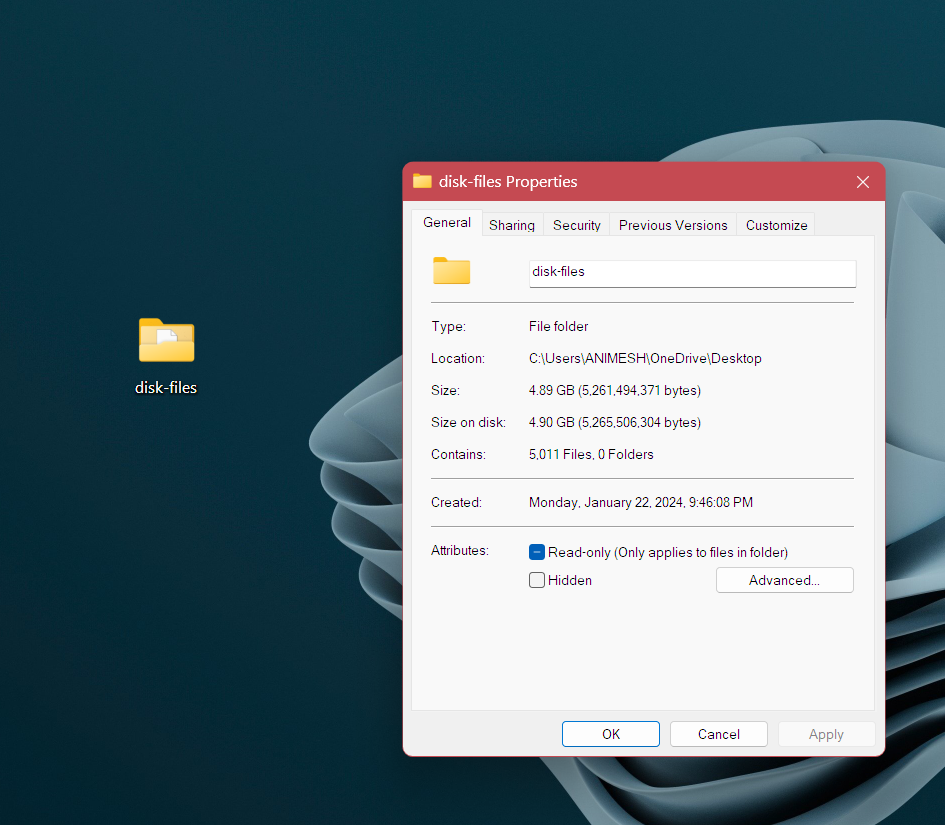 disk-files Properties
General Sharing Security Previous Versions Customize
disk-files
Type: File folder
Location: C:\Users\ANIMESH\OneDrive\Desktop
Size: 4.89 GB (5,261,494,371 bytes)
disk-files
Size on disk: 4.90 GB (5,265,506,304 bytes)
Contains: 5,011 Files, 0 Folders
Created: Monday, January 22, 2024, 9:46:08 PM
Attributes: Read-only (Only applies to files in folder)
Hidden Advanced...
OK Cancel Apply